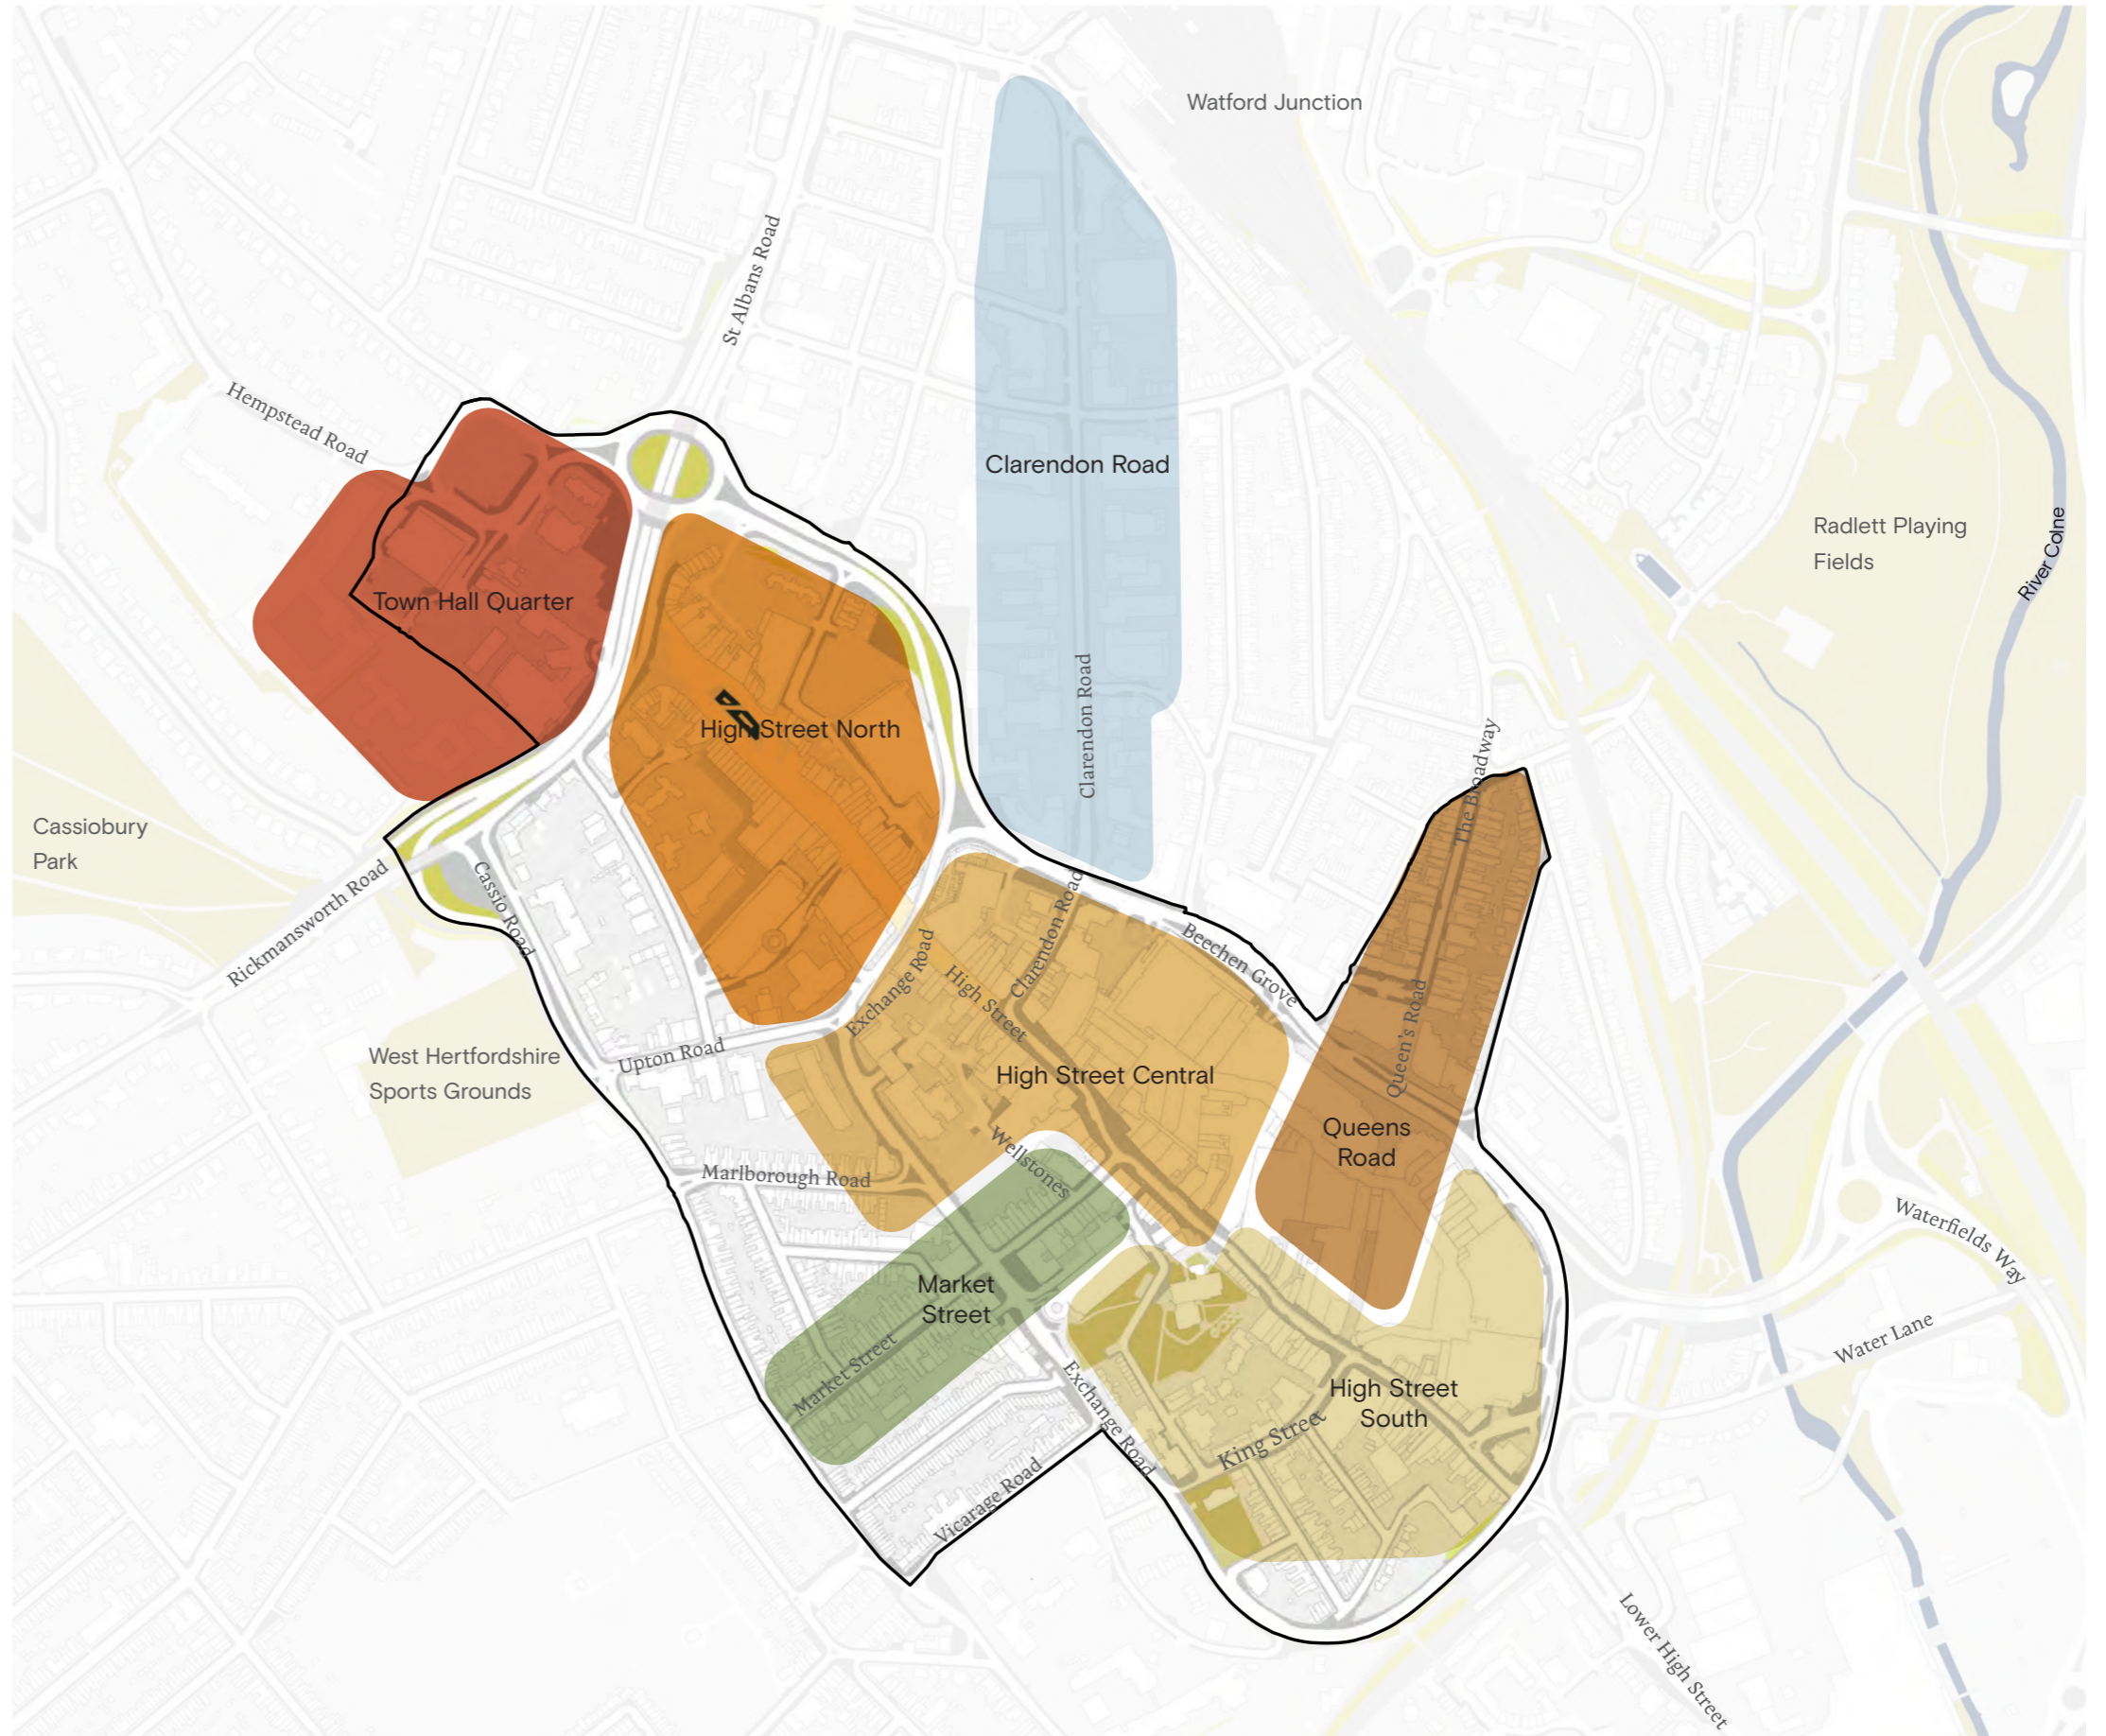 Watford Junction
St Albans Road
Hempstead Road
Clarendon Road
Radlett Playing
Fields
River Colne
Town Hall Quarter
Clarendon Road
High Street North
The Broadway
Cassiobury
Park
Rickmansworth Road
Cassio Road
Clarendon Road
Beechen Grove
Exchange Road
High Street
Queen's Road
West Hertfordshire
Sports Grounds
Upton Road
High Street Central
Queens
Road
Wellstones
Marlborough Road
Waterfields Way
Market
Street
Market Street
Water Lane
Exchange Road
High Street
South
King Street
Vicarage Road
Lower High Street